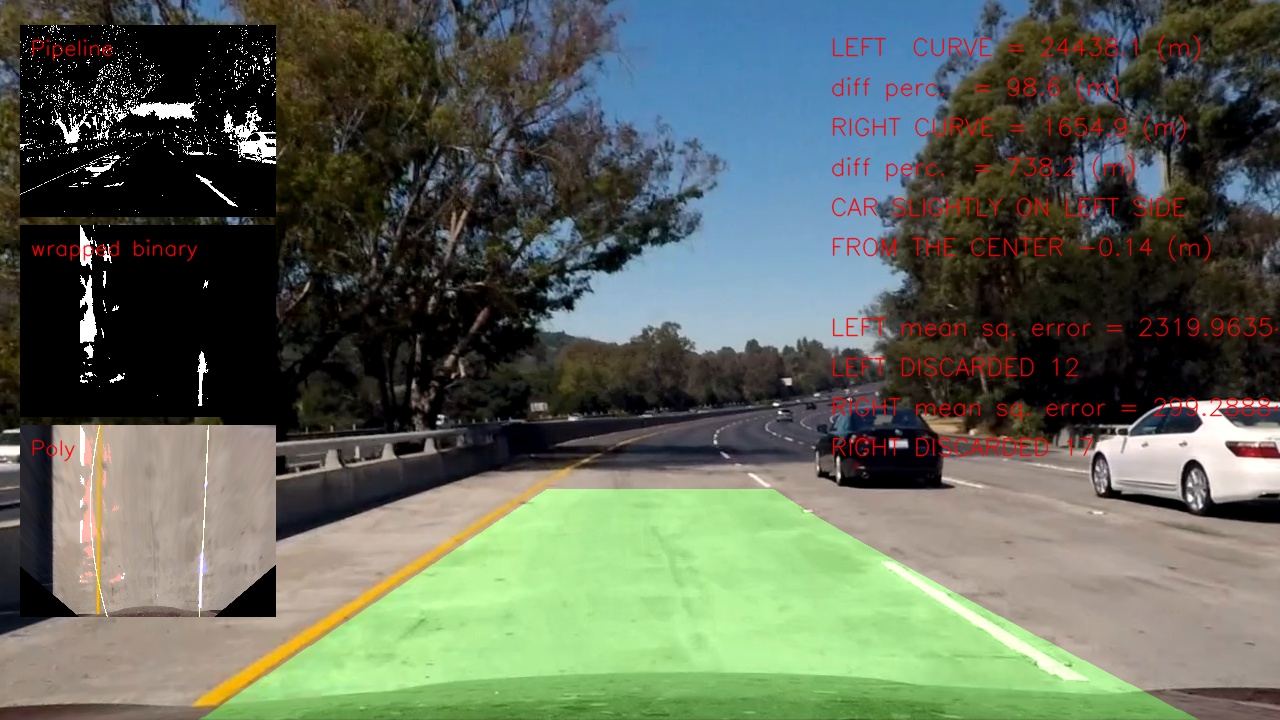 Pipeline
wrapped binary
Poly
LEFT CURVE = 24438.1 (m)
diff perc. = 98.6 (m)
RIGHT CURVE = 1654.9 (m)
diff perc. = 738.2 (m)
CAR SLIGHTLY ON LEFT SIDE
FROM THE CENTER -0.14 (m)
LEFT mean sq. error = 2319.9635
LEFT DISCARDED 12
RIGHT mean sq. error = 299.2888
RIGHT DISCARDED 17